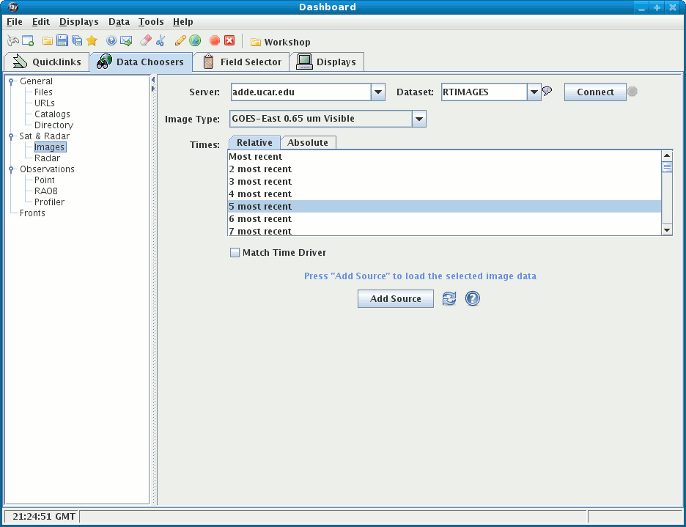 Dashboard
File Edit Displays Data Tools Help
Workshop
Quicklinks Data Choosers Field Selector Displays
General
Files
URLs
Catalogs
Directory
Sat & Radar
Images
Radar
Observations
Point
RAOB
Profiler
Fronts
Server: adde.ucar.edu Dataset: RTIMAGES Connect
Image Type: GOES-East 0.65 um Visible
Times: Relative Absolute
Most recent
2 most recent
3 most recent
4 most recent
5 most recent
6 most recent
7 most recent
Match Time Driver
Press "Add Source" to load the selected image data
Add Source ?
21:24:51 GMT